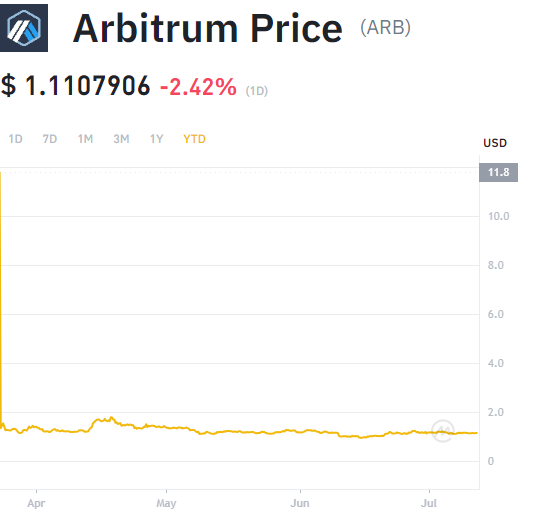 Arbitrum Price (ARB)
$ 1.1107906 -2.42% (1D)
1D 7D 1M 3M 1Y YTD
USD
11.8
10.0
8.0
6.0
4.0
2.0
0
Apr May Jun Jul